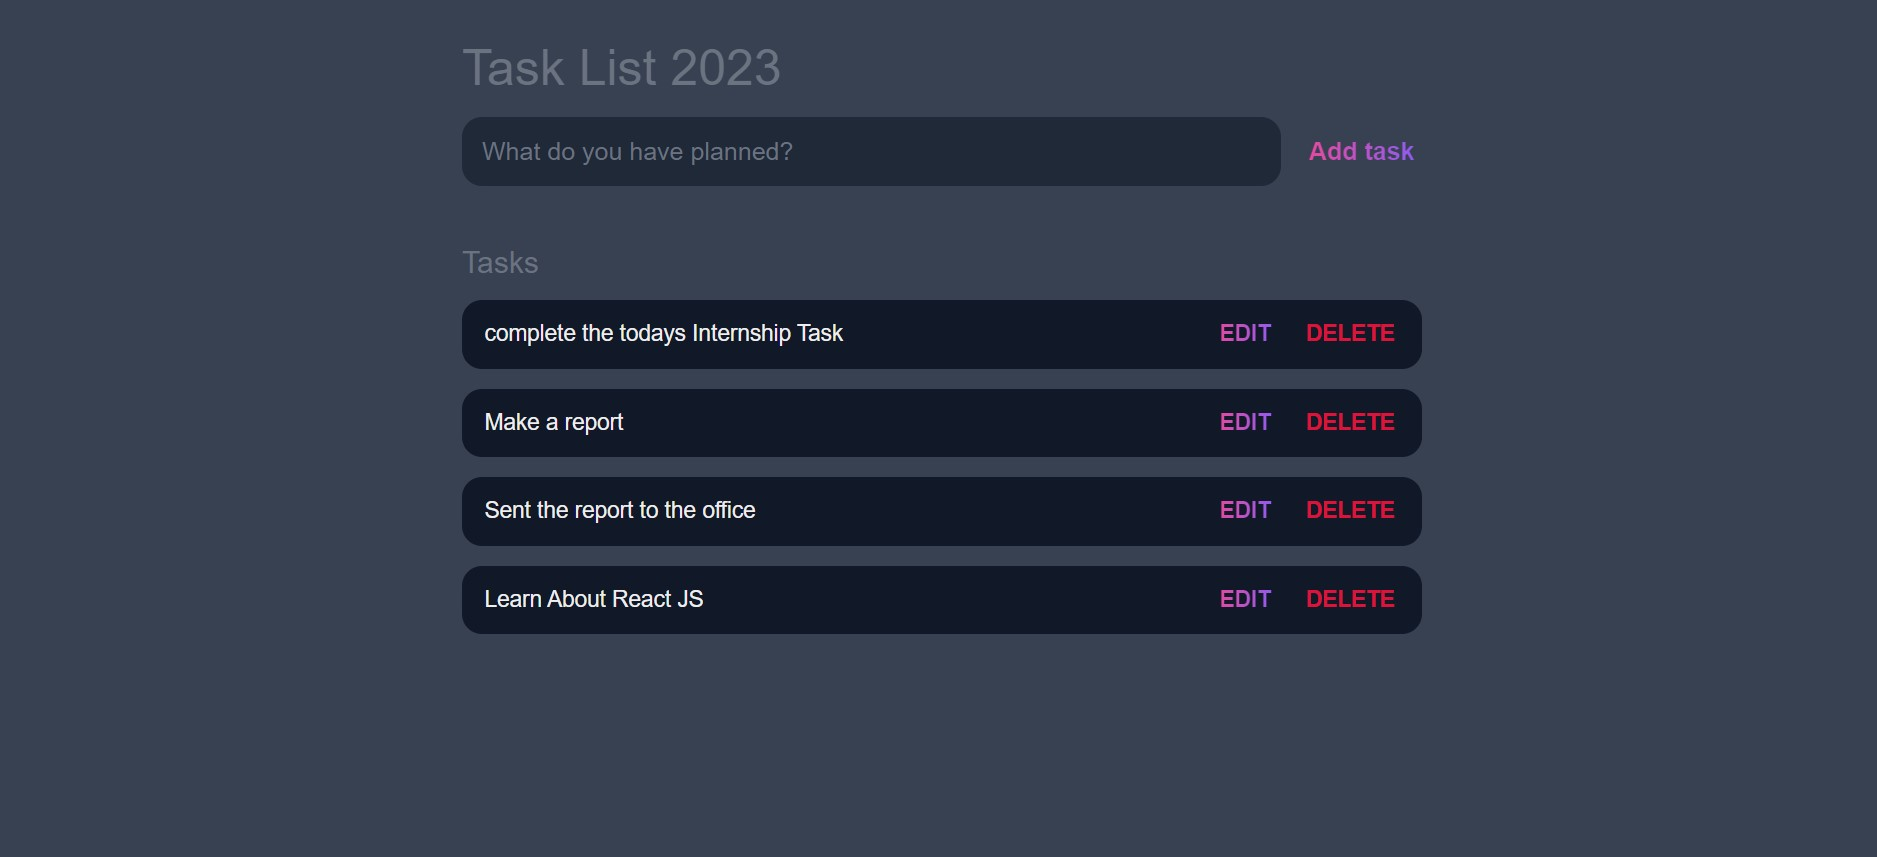 Task List 2023
What do you have planned? Add task
Tasks
complete the todays Internship Task EDIT DELETE
Make a report EDIT DELETE
Sent the report to the office EDIT DELETE
Learn About React JS EDIT DELETE